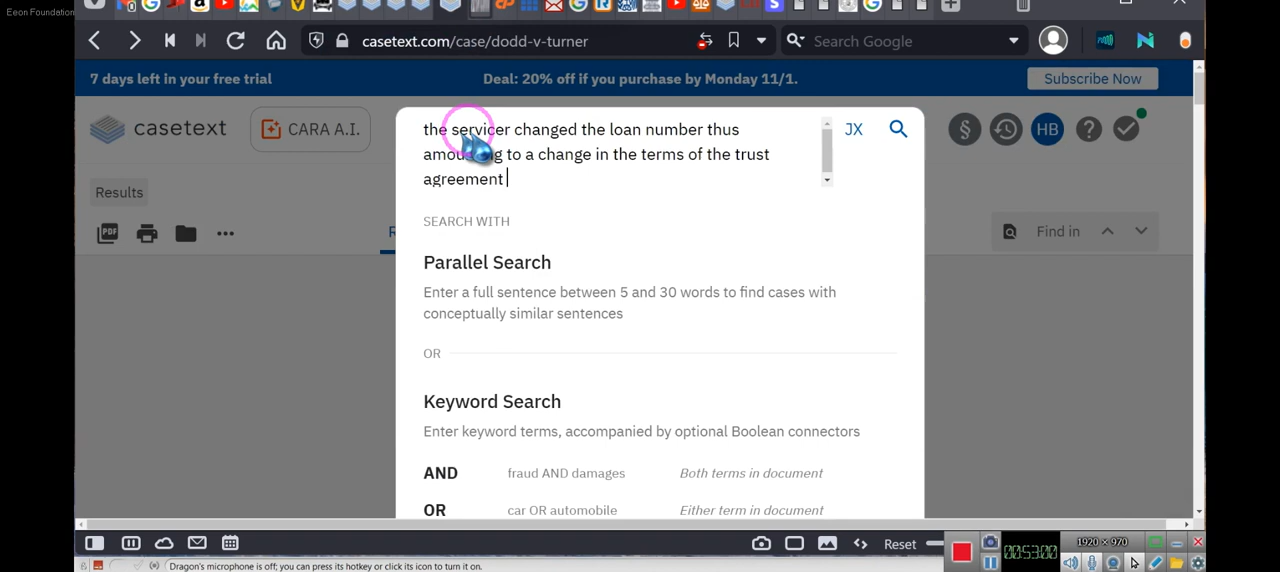 Eeon Foundation
casetext.com/case/dodd-v-turner
Search Google
7 days left in your free trial
Deal: 20% off if you purchase by Monday 11/1.
Subscribe Now
casetext
CARA A.I.
the servicer changed the loan number thus
JX
HB
to a change in the terms of the trust
agreement
Results
SEARCH WITH
Find in
Parallel Search
Enter a full sentence between 5 and 30 words to find cases with
conceptually similar sentences
OR
Keyword Search
Enter keyword terms, accompanied by optional Boolean connectors
AND fraud AND damages Both terms in document
OR car OR automobile Either term in document
Reset
1920 × 970
00:53:00
Dragon's microphone is off; you can press its hotkey or click its icon to turn it on.